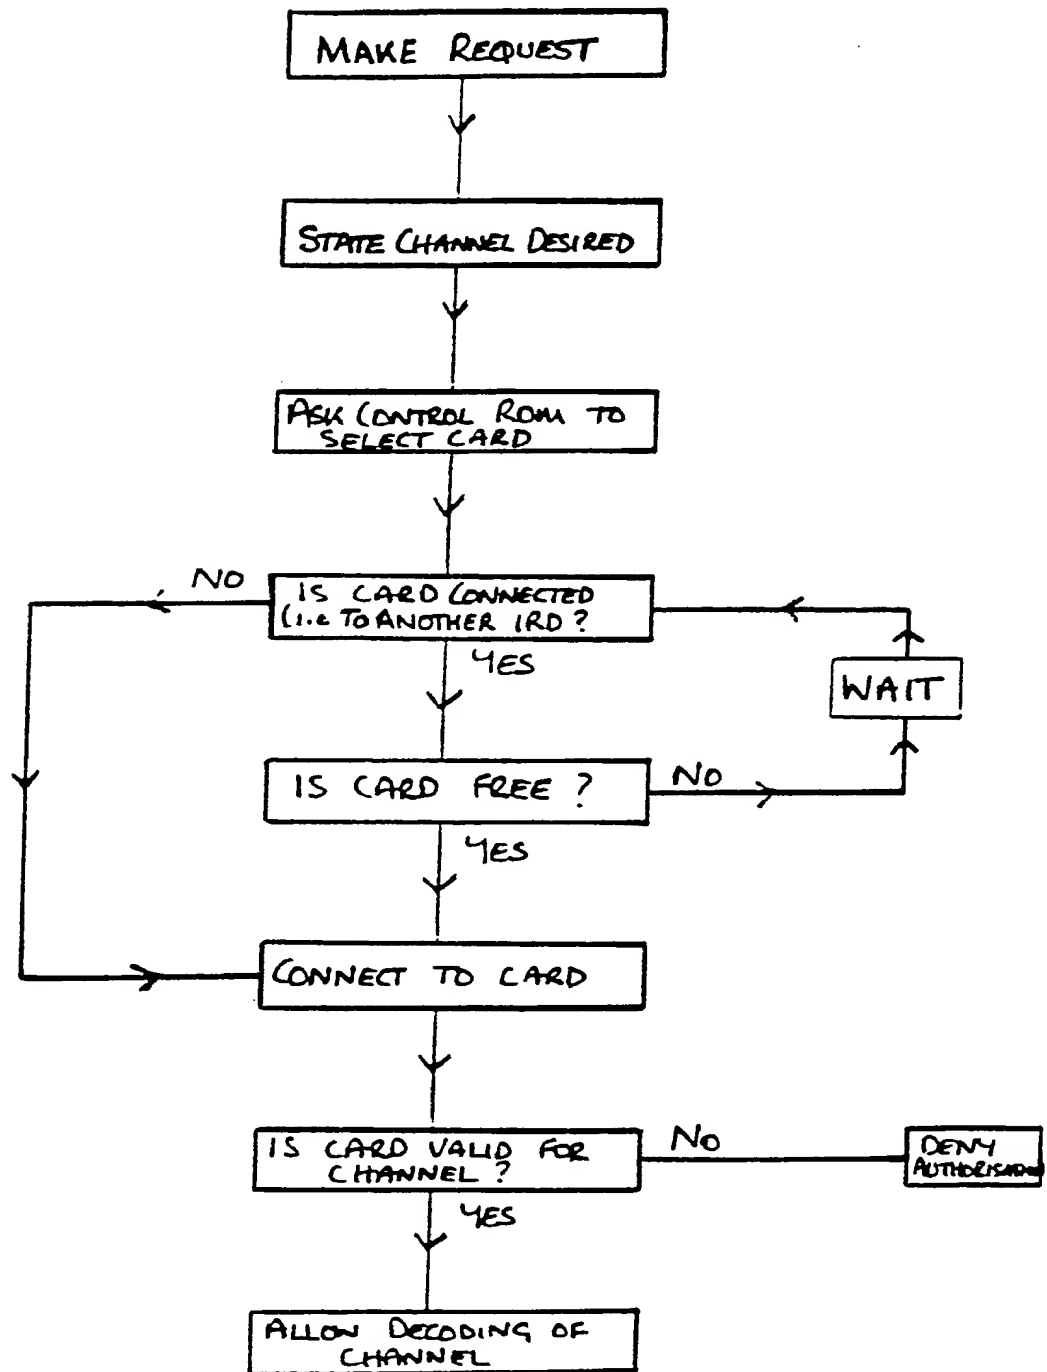 MAKE REQUEST
STATE CHANNEL DESIRED
ASK CONTROL ROM TO
SELECT CARD
NO
IS CARD CONNECTED
(i.e TO ANOTHER IRD ?
YES
WAIT
IS CARD FREE ?
NO
YES
CONNECT TO CARD
IS CARD VALID FOR
CHANNEL ?
NO
DENY
AUTHORISATION
YES
ALLOW DECODING OF
CHANNEL